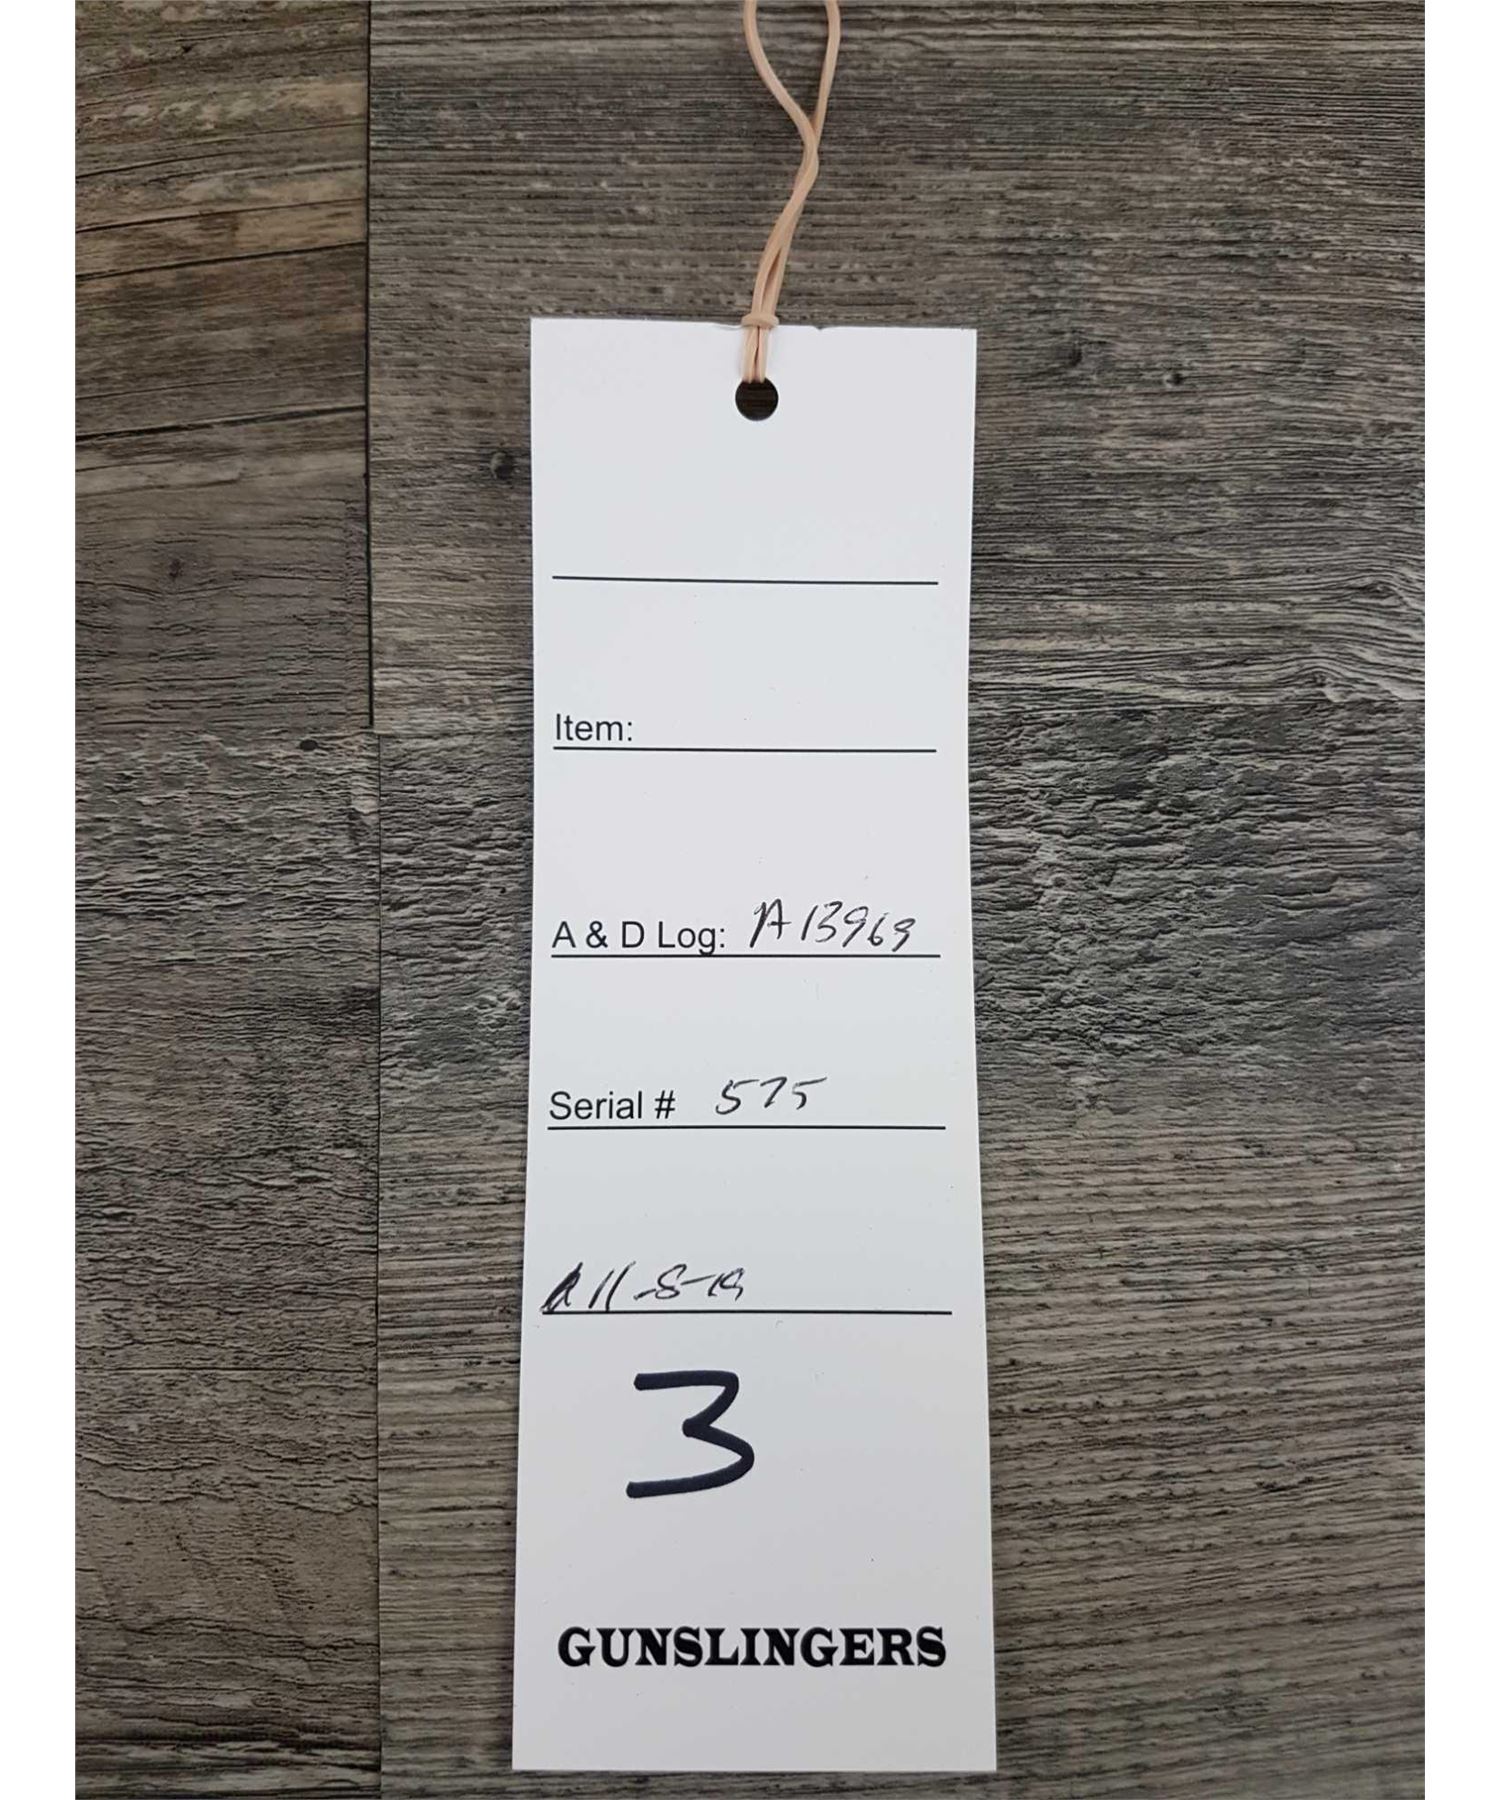 Item:
A & D Log: A13969
Serial # 575
11-8-19
3
GUNSLINGERS